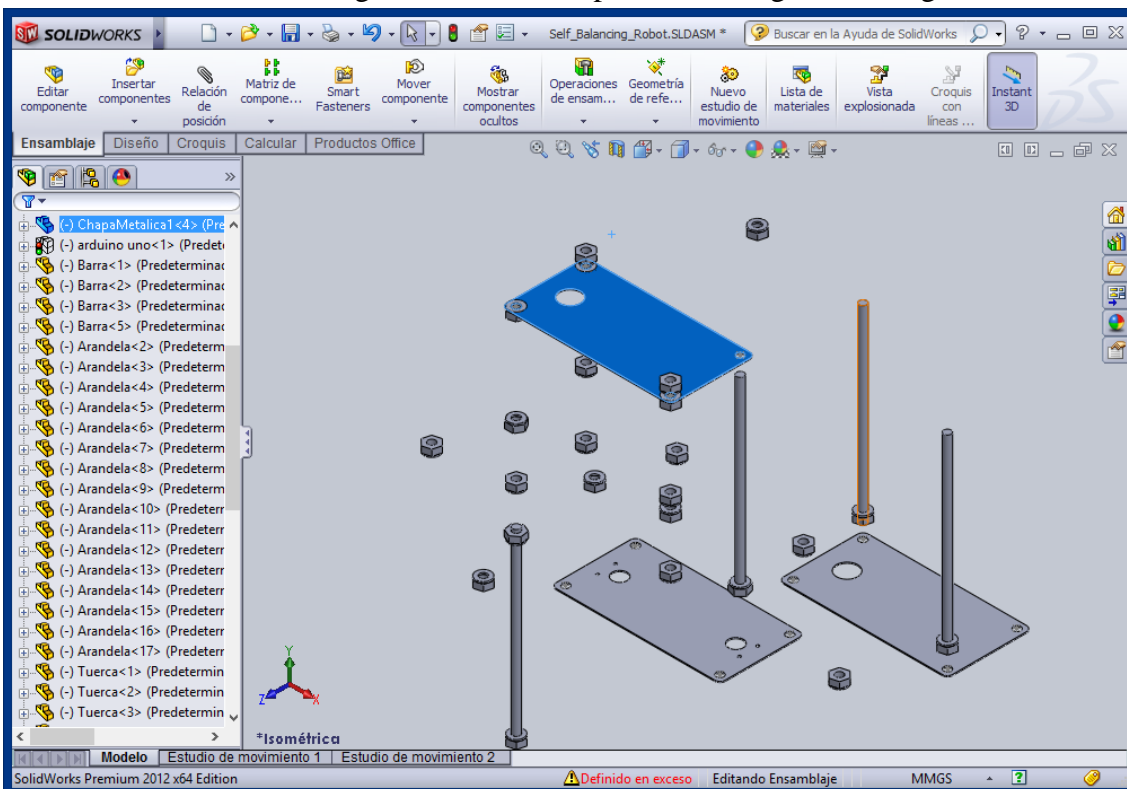 SOLIDWORKS
Self_Balancing_Robot.SLDASM *
Buscar en la Ayuda de SolidWorks
Editar componente
Insertar componentes
Relación de posición
Matriz de compone...
Smart Fasteners
Mover componente
Mostrar componentes ocultos
Operaciones de ensam...
Geometría de refe...
Nuevo estudio de movimiento
Lista de materiales
Vista explosionada
Croquis con líneas ...
Instant 3D
Ensamblaje Diseño Croquis Calcular Productos Office
(-) ChapaMetalica1<4> (Pre
(-) arduino uno<1> (Predet
(-) Barra<1> (Predeterminac
(-) Barra<2> (Predeterminac
(-) Barra<3> (Predeterminac
(-) Barra<5> (Predeterminac
(-) Arandela<2> (Predeterm
(-) Arandela<3> (Predeterm
(-) Arandela<4> (Predeterm
(-) Arandela<5> (Predeterm
(-) Arandela<6> (Predeterm
(-) Arandela<7> (Predeterm
(-) Arandela<8> (Predeterm
(-) Arandela<9> (Predeterm
(-) Arandela<10> (Predeterr
(-) Arandela<11> (Predeterr
(-) Arandela<12> (Predeterr
(-) Arandela<13> (Predeterr
(-) Arandela<14> (Predeterr
(-) Arandela<15> (Predeterr
(-) Arandela<16> (Predeterr
(-) Arandela<17> (Predeterr
(-) Tuerca<1> (Predetermin
(-) Tuerca<2> (Predetermin
(-) Tuerca<3> (Predetermin
Y
Z X
*Isométrica
Modelo Estudio de movimiento 1 Estudio de movimiento 2
SolidWorks Premium 2012 x64 Edition Definido en exceso Editando Ensamblaje MMGS